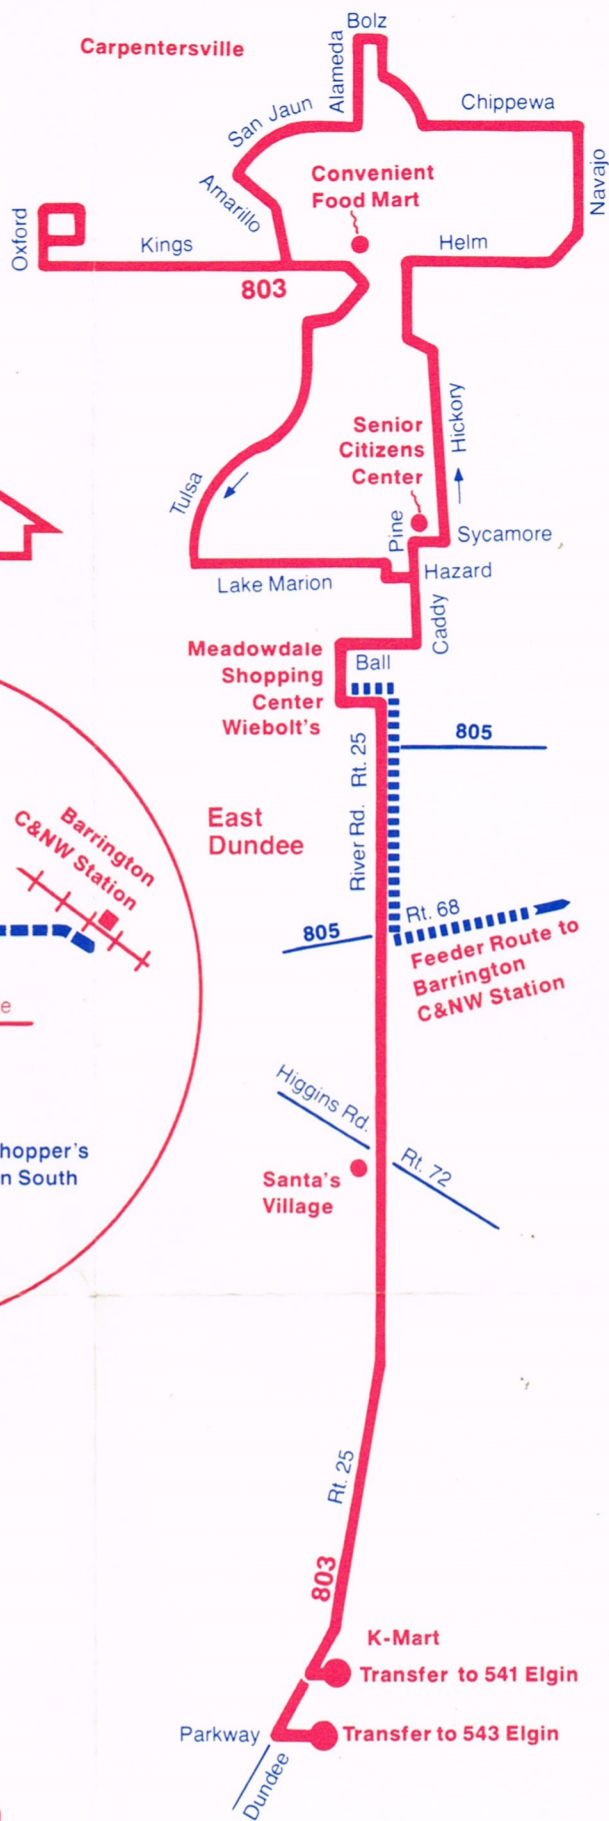 Bolz
Carpentersville
Alameda
San Jaun
Chippewa
Amarillo
Convenient
Food Mart
Navajo
Oxford
Kings
Helm
803
Senior
Citizens
Center
Hickory
Tulsa
Pine
Sycamore
Lake Marion
Hazard
Caddy
Meadowdale
Shopping
Center
Wiebolt's
Ball
Rt. 25
805
River Rd.
East
Dundee
Barrington
C&NW Station
Rt. 68
805
Feeder Route to
Barrington
C&NW Station
e
Higgins Rd.
Rt. 72
hopper's
n South
Santa's
Village
Rt. 25
803
K-Mart
Transfer to 541 Elgin
Parkway
Transfer to 543 Elgin
Dundee